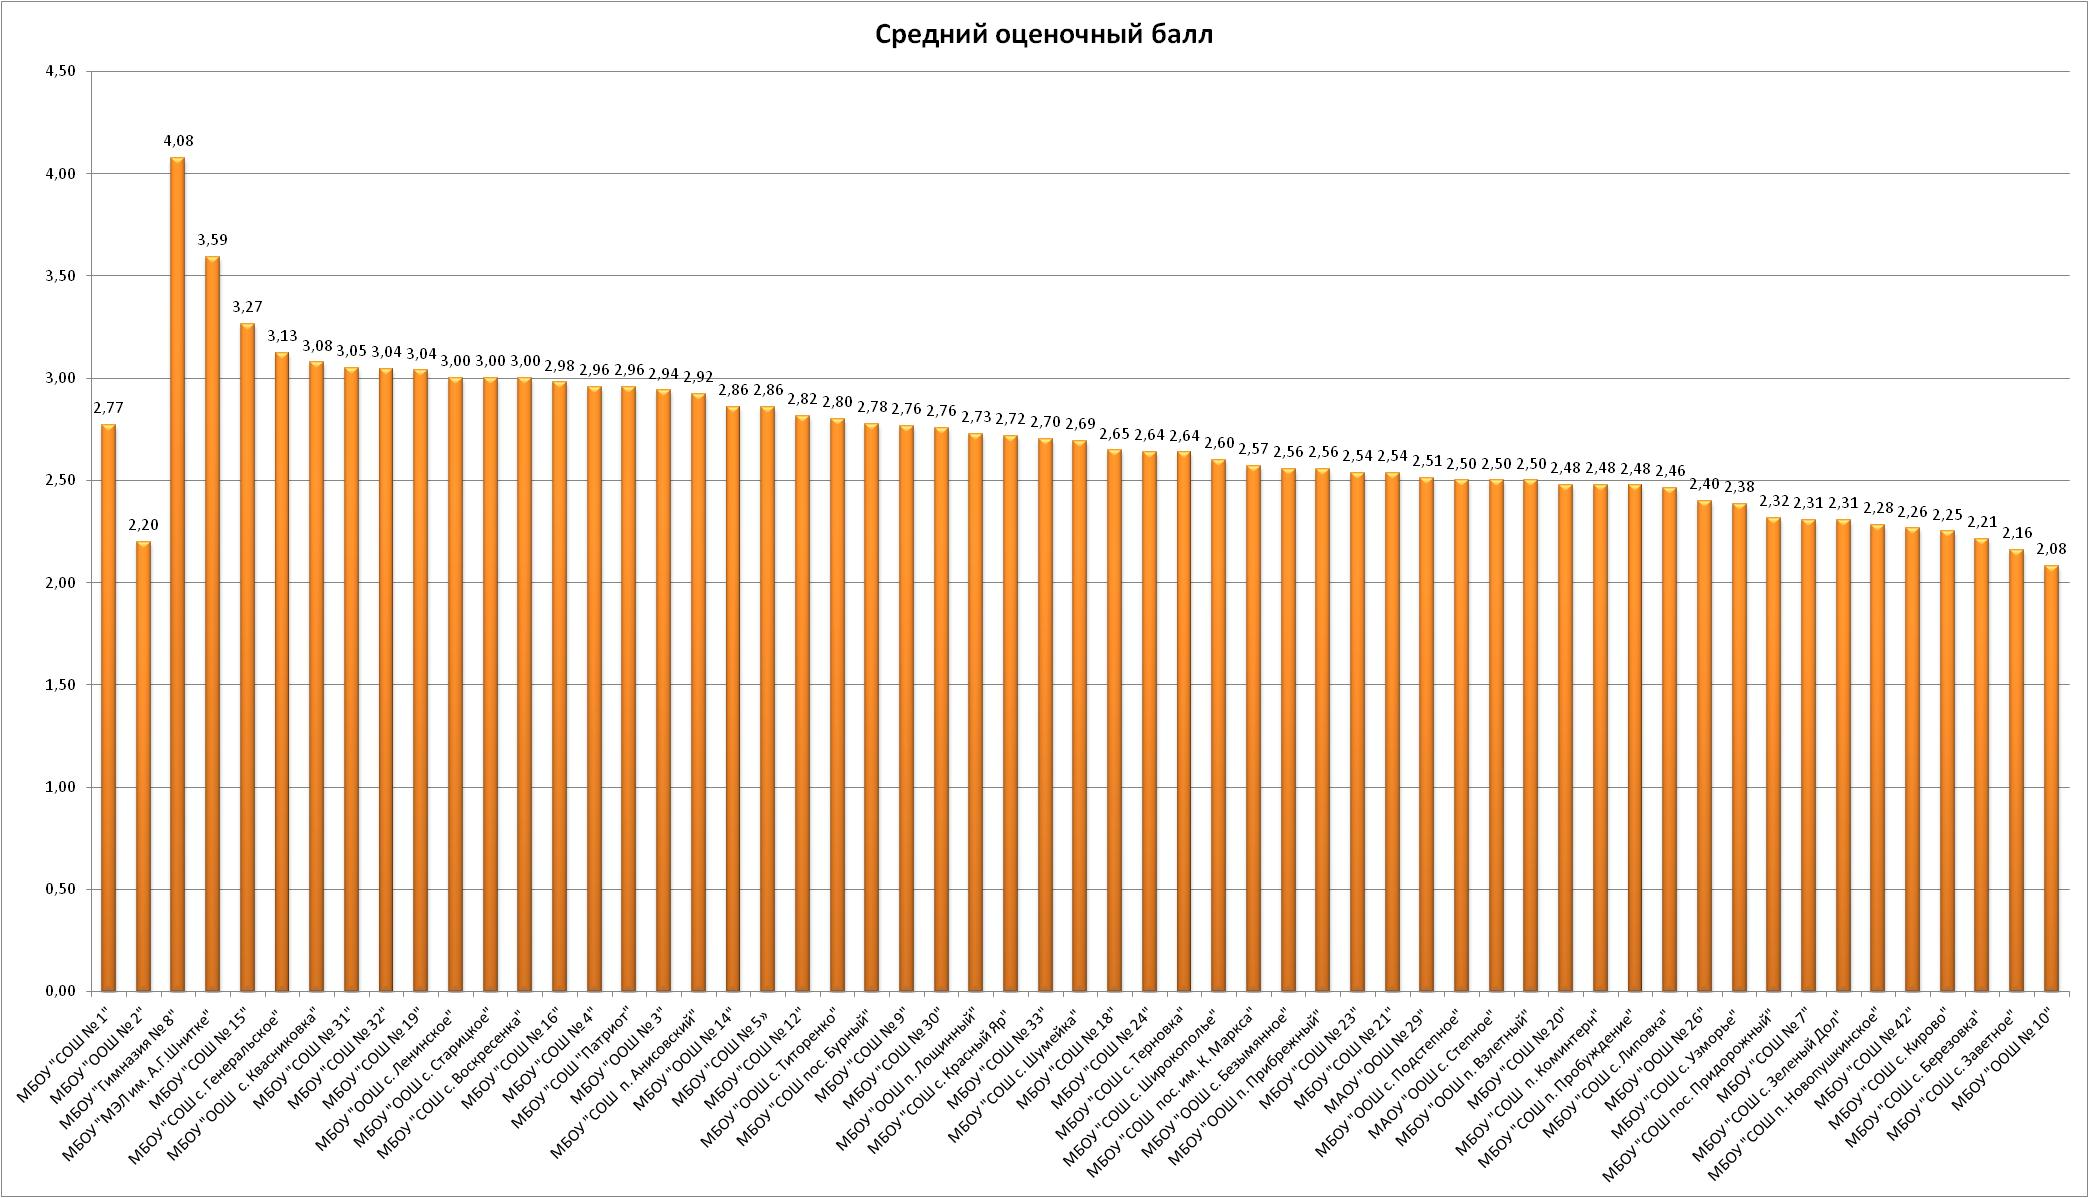 Средний оценочный балл
4,50
4,00
3,50
3,00
2,50
2,00
1,50
1,00
0,50
0,00
2,77
2,20
4,08
3,59
3,27
3,13
3,08
3,05
3,04
3,04
3,00
3,00
3,00
2,98
2,96
2,96
2,94
2,92
2,86
2,86
2,82
2,80
2,78
2,76
2,76
2,73
2,72
2,70
2,69
2,65
2,64
2,64
2,60
2,57
2,56
2,56
2,54
2,54
2,51
2,50
2,50
2,50
2,48
2,48
2,48
2,46
2,40
2,38
2,32
2,31
2,31
2,28
2,26
2,25
2,21
2,16
2,08
МБОУ "СОШ № 1"
МБОУ "ООШ № 2"
МБОУ "Гимназия № 8"
МБОУ "МЭЛ им. А.Г.Шнитке"
МБОУ "СОШ № 15"
МБОУ "СОШ с. Генеральское"
МБОУ "ООШ с. Квасниковка"
МБОУ "СОШ № 31"
МБОУ "СОШ № 32"
МБОУ "СОШ № 19"
МБОУ "ООШ с. Ленинское"
МБОУ "ООШ с. Старицкое"
МБОУ "СОШ с. Воскресенка"
МБОУ "СОШ № 16"
МБОУ "СОШ № 4"
МБОУ "СОШ "Патриот"
МБОУ "ООШ № 3"
МБОУ "СОШ п. Анисовский"
МБОУ "ООШ № 14"
МБОУ "СОШ № 5»
МБОУ "СОШ № 12"
МБОУ "ООШ с. Титоренко"
МБОУ "СОШ пос. Бурный"
МБОУ "СОШ № 9"
МБОУ "СОШ № 30"
МБОУ "ООШ п. Лощинный"
МБОУ "СОШ с. Красный Яр"
МБОУ "СОШ № 33"
МБОУ "СОШ с. Шумейка"
МБОУ "СОШ № 18"
МБОУ "СОШ № 24"
МБОУ "СОШ с. Терновка"
МБОУ "СОШ с. Широкополье"
МБОУ "СОШ пос. им. К. Маркса"
МБОУ "ООШ с. Безымянное"
МБОУ "ООШ п. Прибрежный"
МБОУ "СОШ № 23"
МБОУ "СОШ № 21"
МАОУ "ООШ № 29"
МБОУ "ООШ с. Подстепное"
МАОУ "ООШ с. Степное"
МБОУ "ООШ п. Взлетный"
МБОУ "СОШ № 20"
МБОУ "СОШ п. Коминтерн"
МБОУ "СОШ п. Пробуждение"
МБОУ "СОШ с. Липовка"
МБОУ "ООШ № 26"
МБОУ "СОШ с. Узморье"
МБОУ "СОШ пос. Придорожный"
МБОУ "СОШ № 7"
МБОУ "СОШ с. Зеленый Дол"
МБОУ "СОШ п. Новопушкинское"
МБОУ "СОШ № 42"
МБОУ "СОШ с. Кирово"
МБОУ "СОШ с. Березовка"
МБОУ "СОШ с. Заветное"
МБОУ "ООШ № 10"